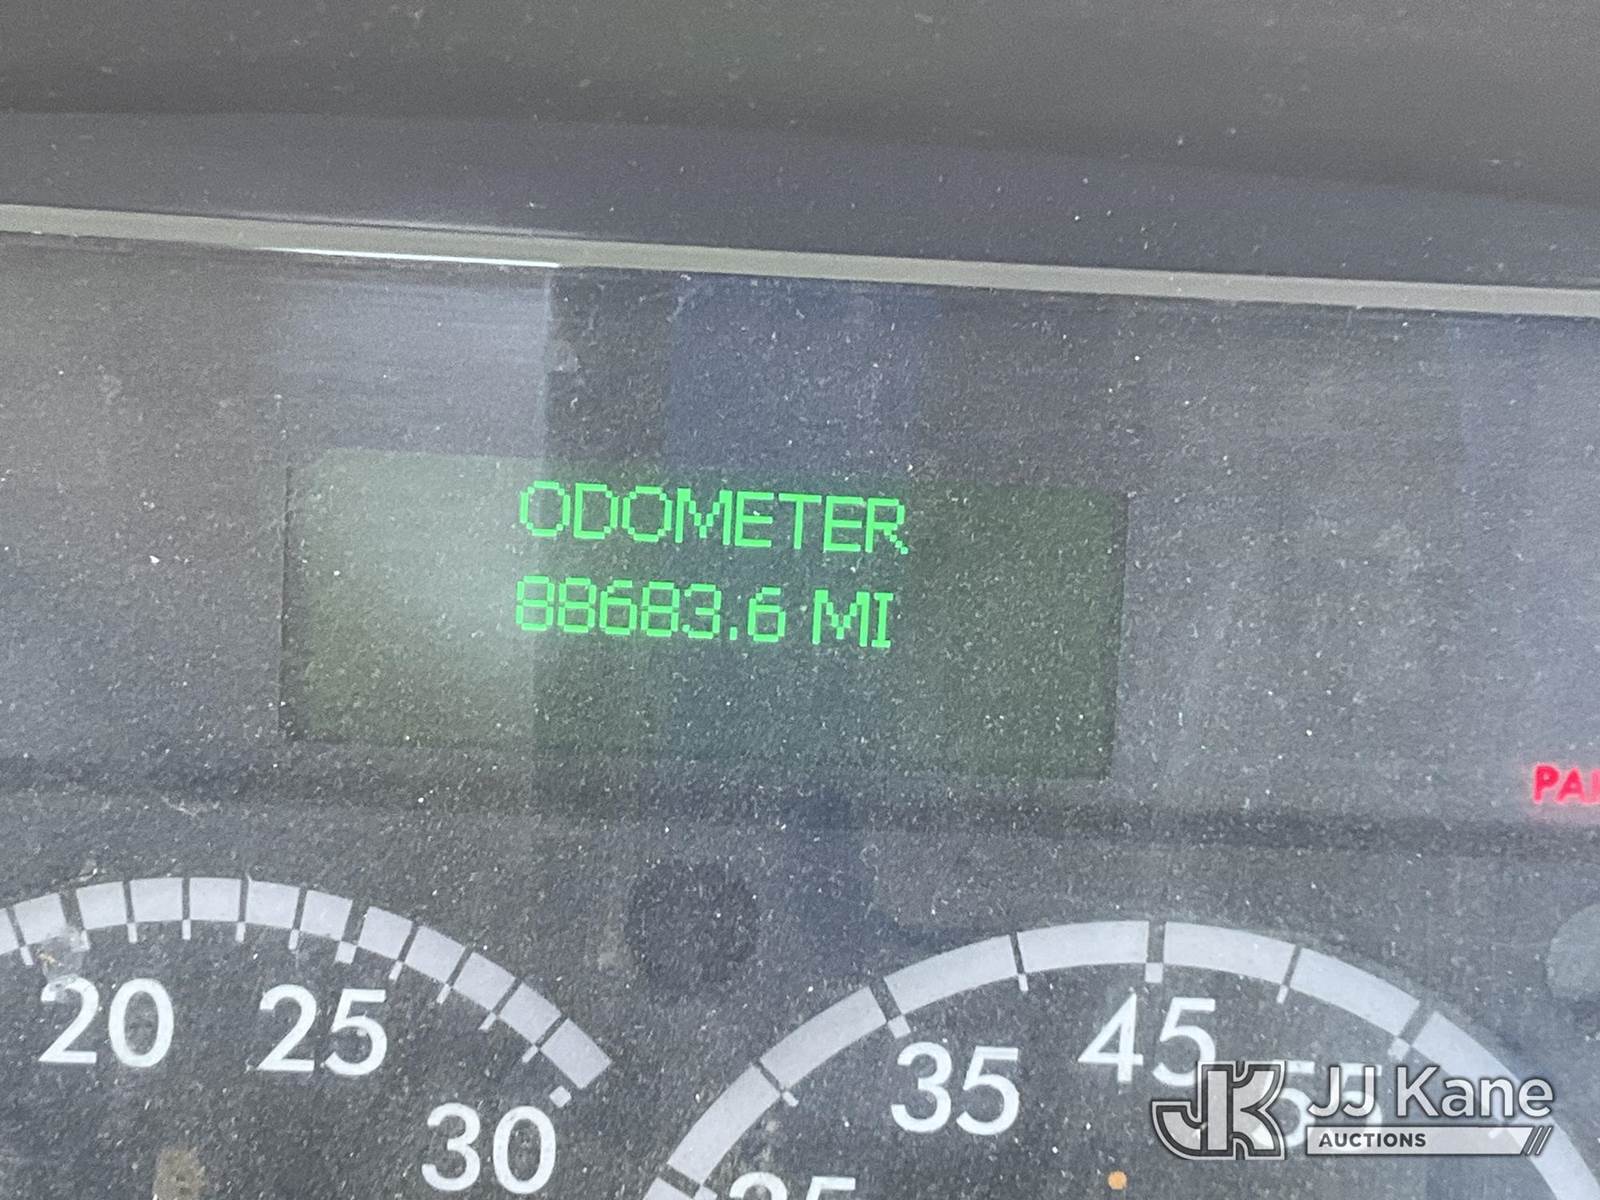 ODOMETER
88683.6 MI
20
25
30
35
45
JJ Kane
AUCTIONS